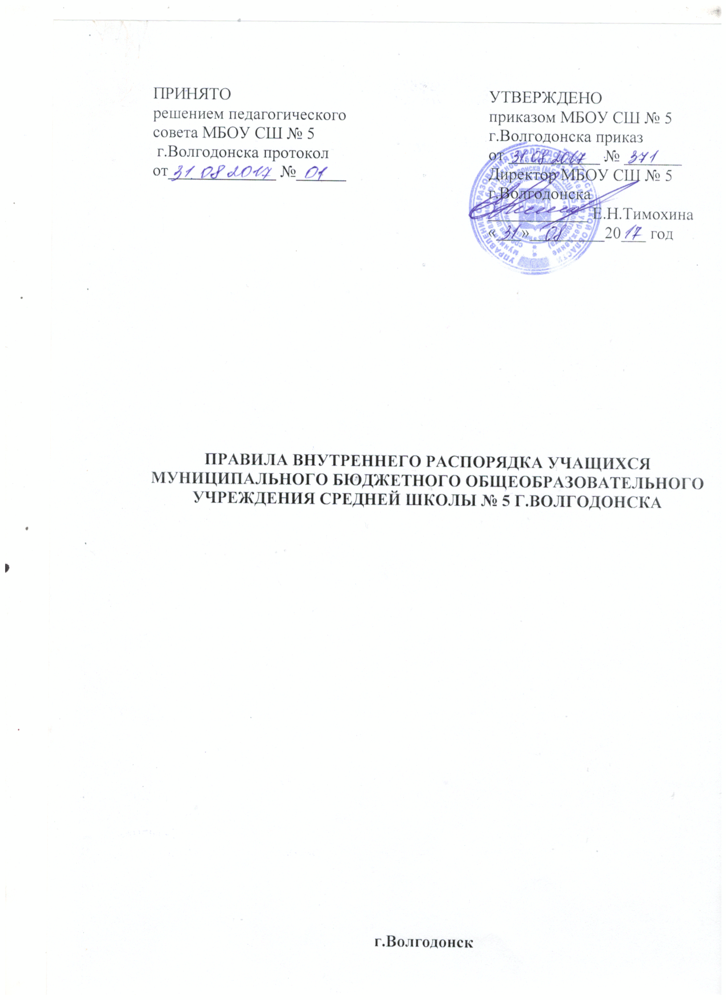 ПРИНЯТО
решением педагогического
совета МБОУ СШ № 5
г.Волгодонска протокол
от 31.08 2017 № 01
УТВЕРЖДЕНО
приказом МБОУ СШ № 5
г.Волгодонска приказ
от 31.08 2017 № 371
Директор МБОУ СШ № 5
г.Волгодонска
Е.Н.Тимохина
«31» 08 2017 год
ПРАВИЛА ВНУТРЕННЕГО РАСПОРЯДКА УЧАЩИХСЯ
МУНИЦИПАЛЬНОГО БЮДЖЕТНОГО ОБЩЕОБРАЗОВАТЕЛЬНОГО
УЧРЕЖДЕНИЯ СРЕДНЕЙ ШКОЛЫ № 5 Г.ВОЛГОДОНСКА
г.Волгодонск